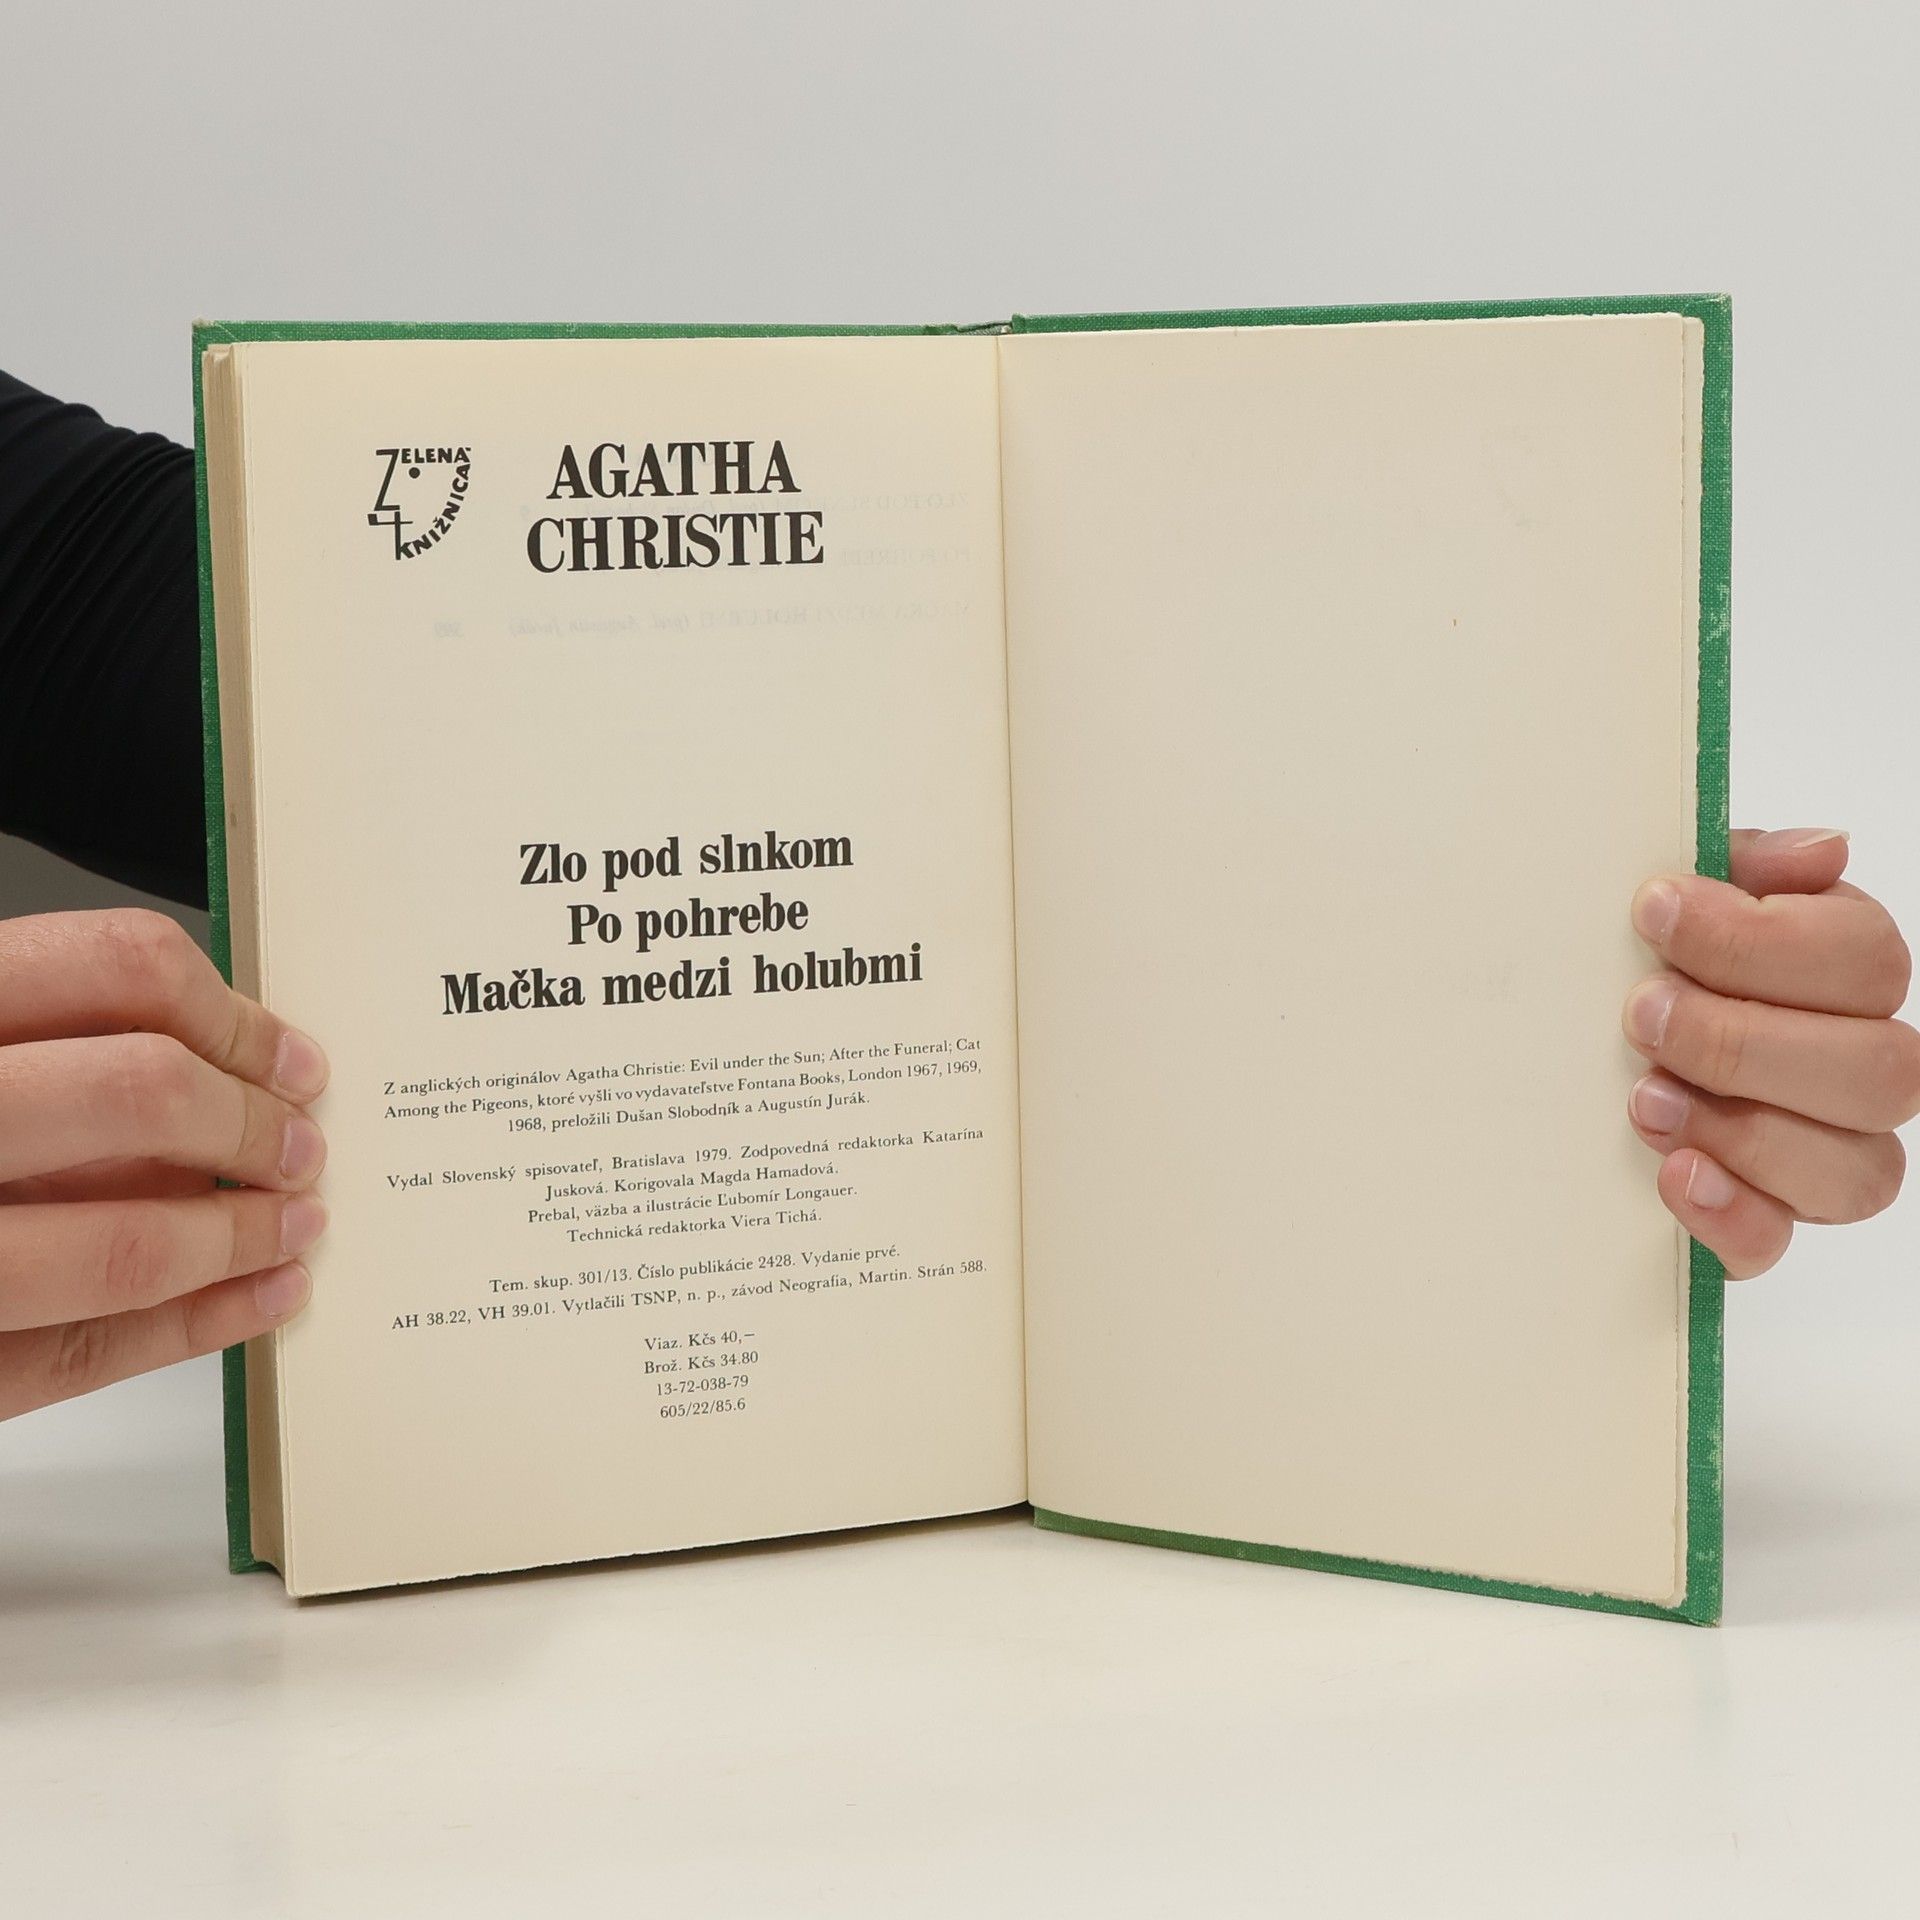 ZELENÁ
KNIŽNICA
AGATHA
CHRISTIE
Zlo pod slnkom
Po pohrebe
Mačka medzi holubmi
Z anglických originálov Agatha Christie: Evil under the Sun; After the Funeral; Cat
Among the Pigeons, ktoré vyšli vo vydavateľstve Fontana Books, London 1967, 1969,
1968, preložili Dušan Slobodník a Augustín Jurák.
Vydal Slovenský spisovateľ, Bratislava 1979. Zodpovedná redaktorka Katarína
Jusková. Korigovala Magda Hamadová.
Prebal, väzba a ilustrácie Ľubomír Longauer.
Technická redaktorka Viera Tichá.
Tem. skup. 301/13. Číslo publikácie 2428. Vydanie prvé.
AH 38.22, VH 39.01. Vytlačili TSNP, n. p., závod Neografia, Martin. Strán 588.
Viaz. Kčs 40,—
Brož. Kčs 34.80
13-72-038-79
605/22/85.6